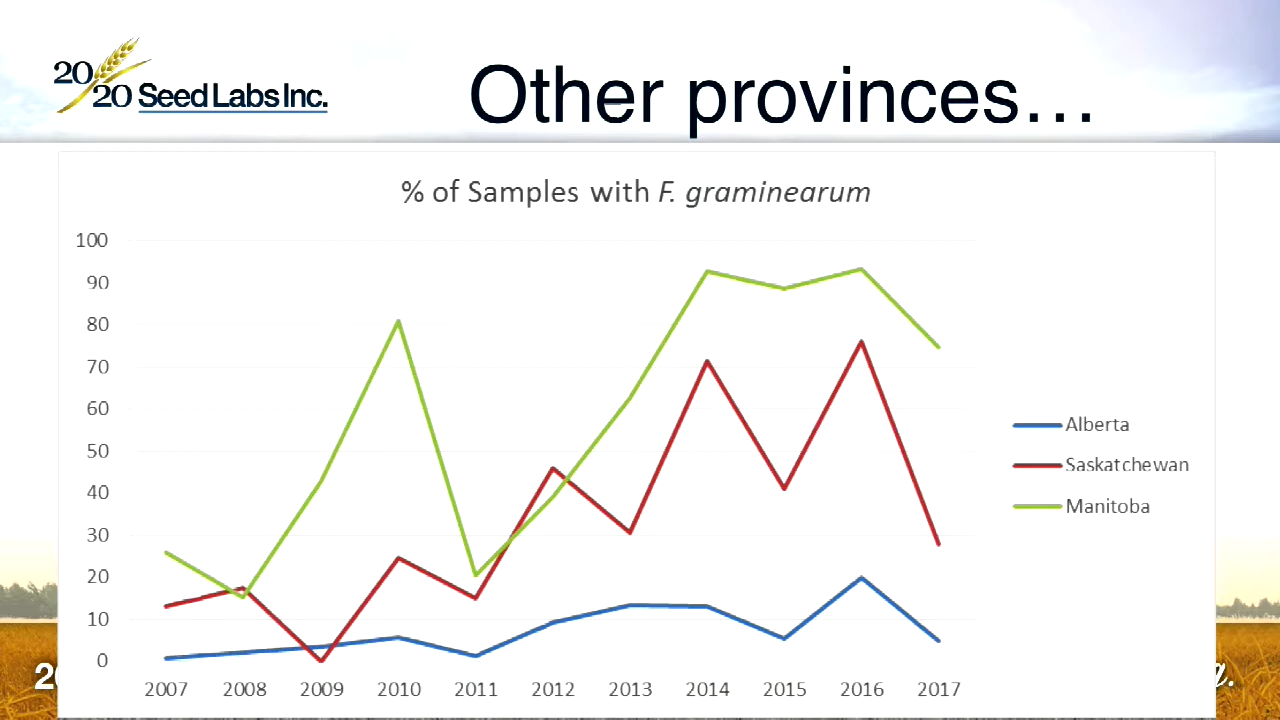 20
20 Seed Labs Inc.
Other provinces…
% of Samples with F. graminearum
100
90
80
70
60
50
40
30
20
10
0
2007 2008 2009 2010 2011 2012 2013 2014 2015 2016 2017
Alberta
Saskatchewan
Manitoba